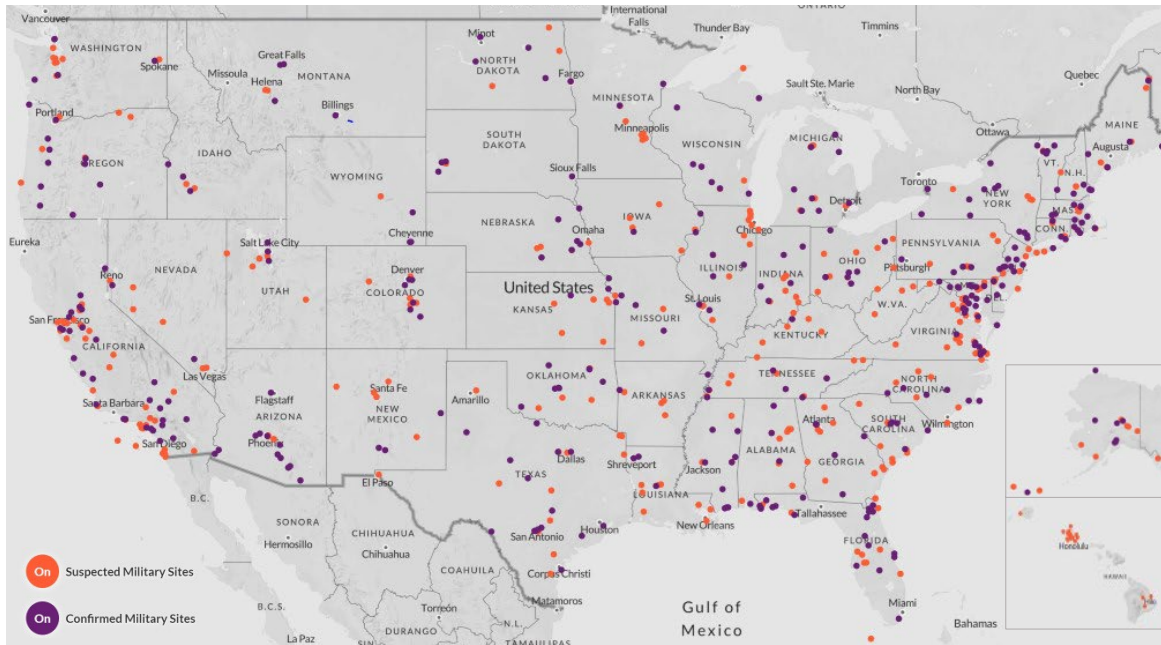 Vancouver
WASHINGTON
Spokane
Portland
OREGON
IDAHO
Missoula
Great Falls
Helena
MONTANA
Billings
WYOMING
Cheyenne
Minot
NORTH
DAKOTA
Fargo
SOUTH
DAKOTA
Sioux Falls
NEBRASKA
Omaha
International
Falls
Thunder Bay
ONTARIO
Timmins
MINNESOTA
Minneapolis
WISCONSIN
Sault Ste. Marie
North Bay
Quebec
Ottawa
MICHIGAN
Toronto
Detroit
MAINE
Augusta
VT.
N.H.
NEW
YORK
MASS.
CONN.
Eureka
Reno
NEVADA
Salt Lake City
UTAH
Denver
COLORADO
San Francisco
CALIFORNIA
Las Vegas
Santa Barbara
San Diego
Flagstaff
ARIZONA
Phoenix
Santa Fe
NEW
MEXICO
El Paso
United States
KANSAS
IOWA
Chicago
ILLINOIS
INDIANA
OHIO
PENNSYLVANIA
Pittsburgh
DEL.
W.VA.
VIRGINIA
St. Louis
MISSOURI
KENTUCKY
TENNESSEE
NORTH
CAROLINA
SOUTH
CAROLINA
Wilmington
Amarillo
OKLAHOMA
ARKANSAS
Dallas
TEXAS
Shreveport
Jackson
LOUISIANA
New Orleans
ALABAMA
Atlanta
GEORGIA
Tallahassee
FLORIDA
Miami
Bahamas
San Antonio
Houston
Corpus Christi
Matamoros
Gulf of
Mexico
B.C.
SONORA
Hermosillo
CHIHUAHUA
Chihuahua
COAHUILA
Torreón
DURANGO
N.L.
TAMAULIPAS
SIN.
B.C.S.
La Paz
Honolulu
HAWAII
On Suspected Military Sites
On Confirmed Military Sites